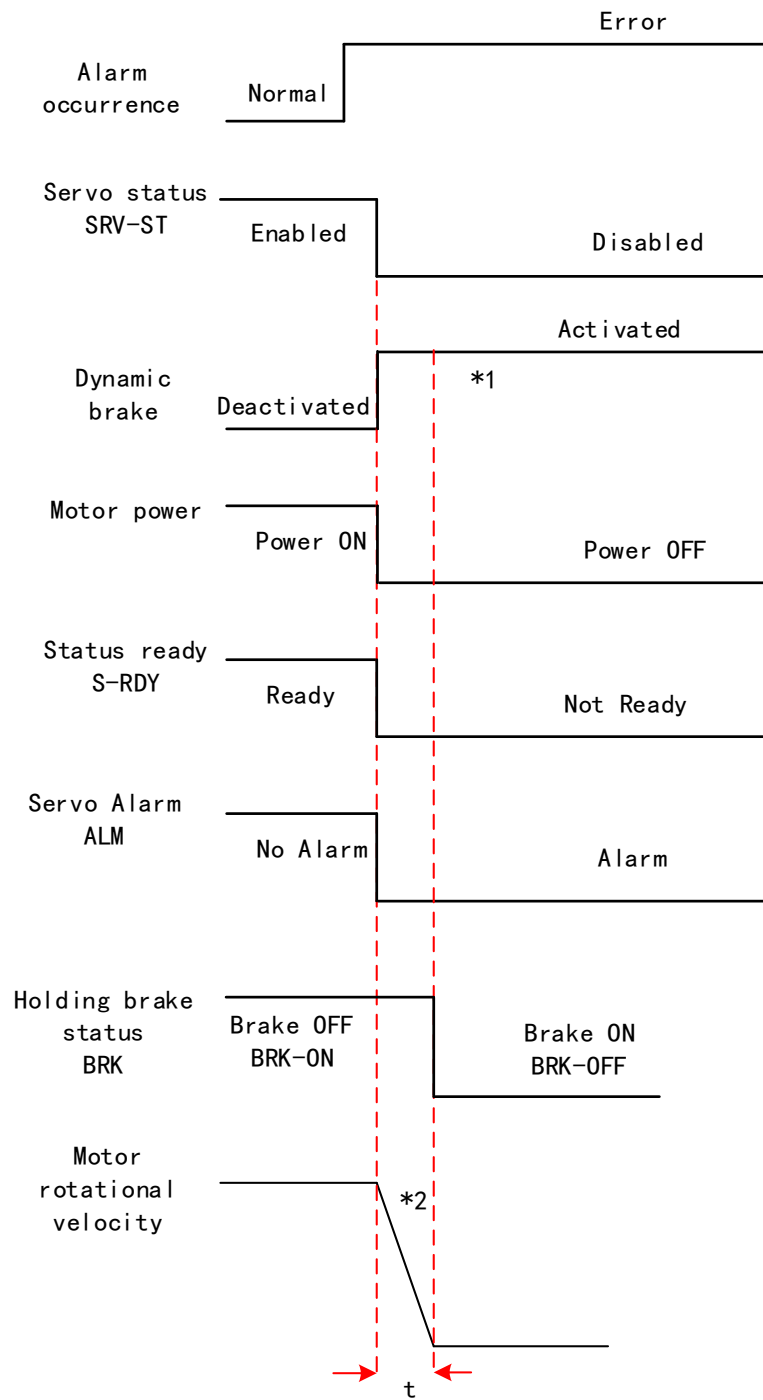 Error
Alarm
occurrence
Normal
Servo status
SRV-ST
Enabled
Disabled
Activated
Dynamic
brake
Deactivated
*1
Motor power
Power ON
Power OFF
Status ready
S-RDY
Ready
Not Ready
Servo Alarm
ALM
No Alarm
Alarm
Holding brake
status
BRK
Brake OFF
BRK-ON
Brake ON
BRK-OFF
Motor
rotational
velocity
*2
t